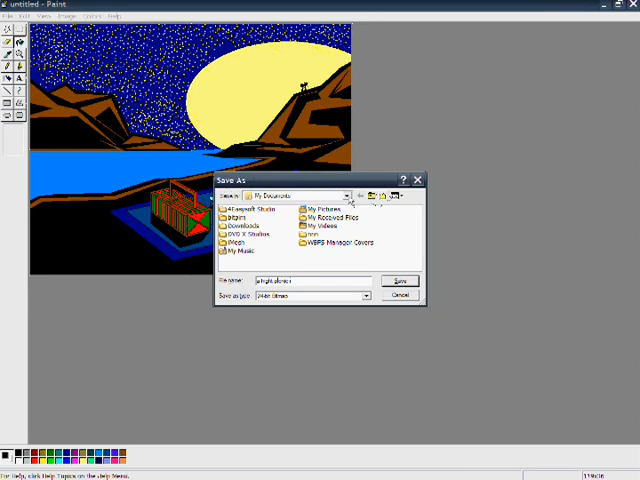 untitled - Paint
File Edit View Image Colors Help
Save As
Save in: My Documents
4Easysoft Studio
bitpim
Downloads
DVD X Studios
iMesh
My Music
My Pictures
My Received Files
My Videos
WBFS Manager Covers
File name: a night picnic
Save
Save as type: 24-bit Bitmap
Cancel
For Help, click Help Topics on the Help Menu.